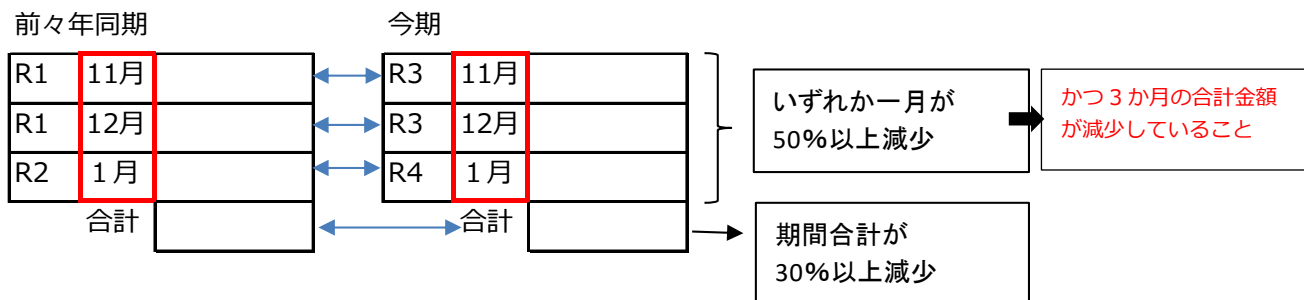 前々年同期 今期
R1 11月 R3 11月
R1 12月 R3 12月
R2 1月 R4 1月
合計 合計
いずれか一月が
50%以上減少
かつ3か月の合計金額
が減少していること
期間合計が
30%以上減少